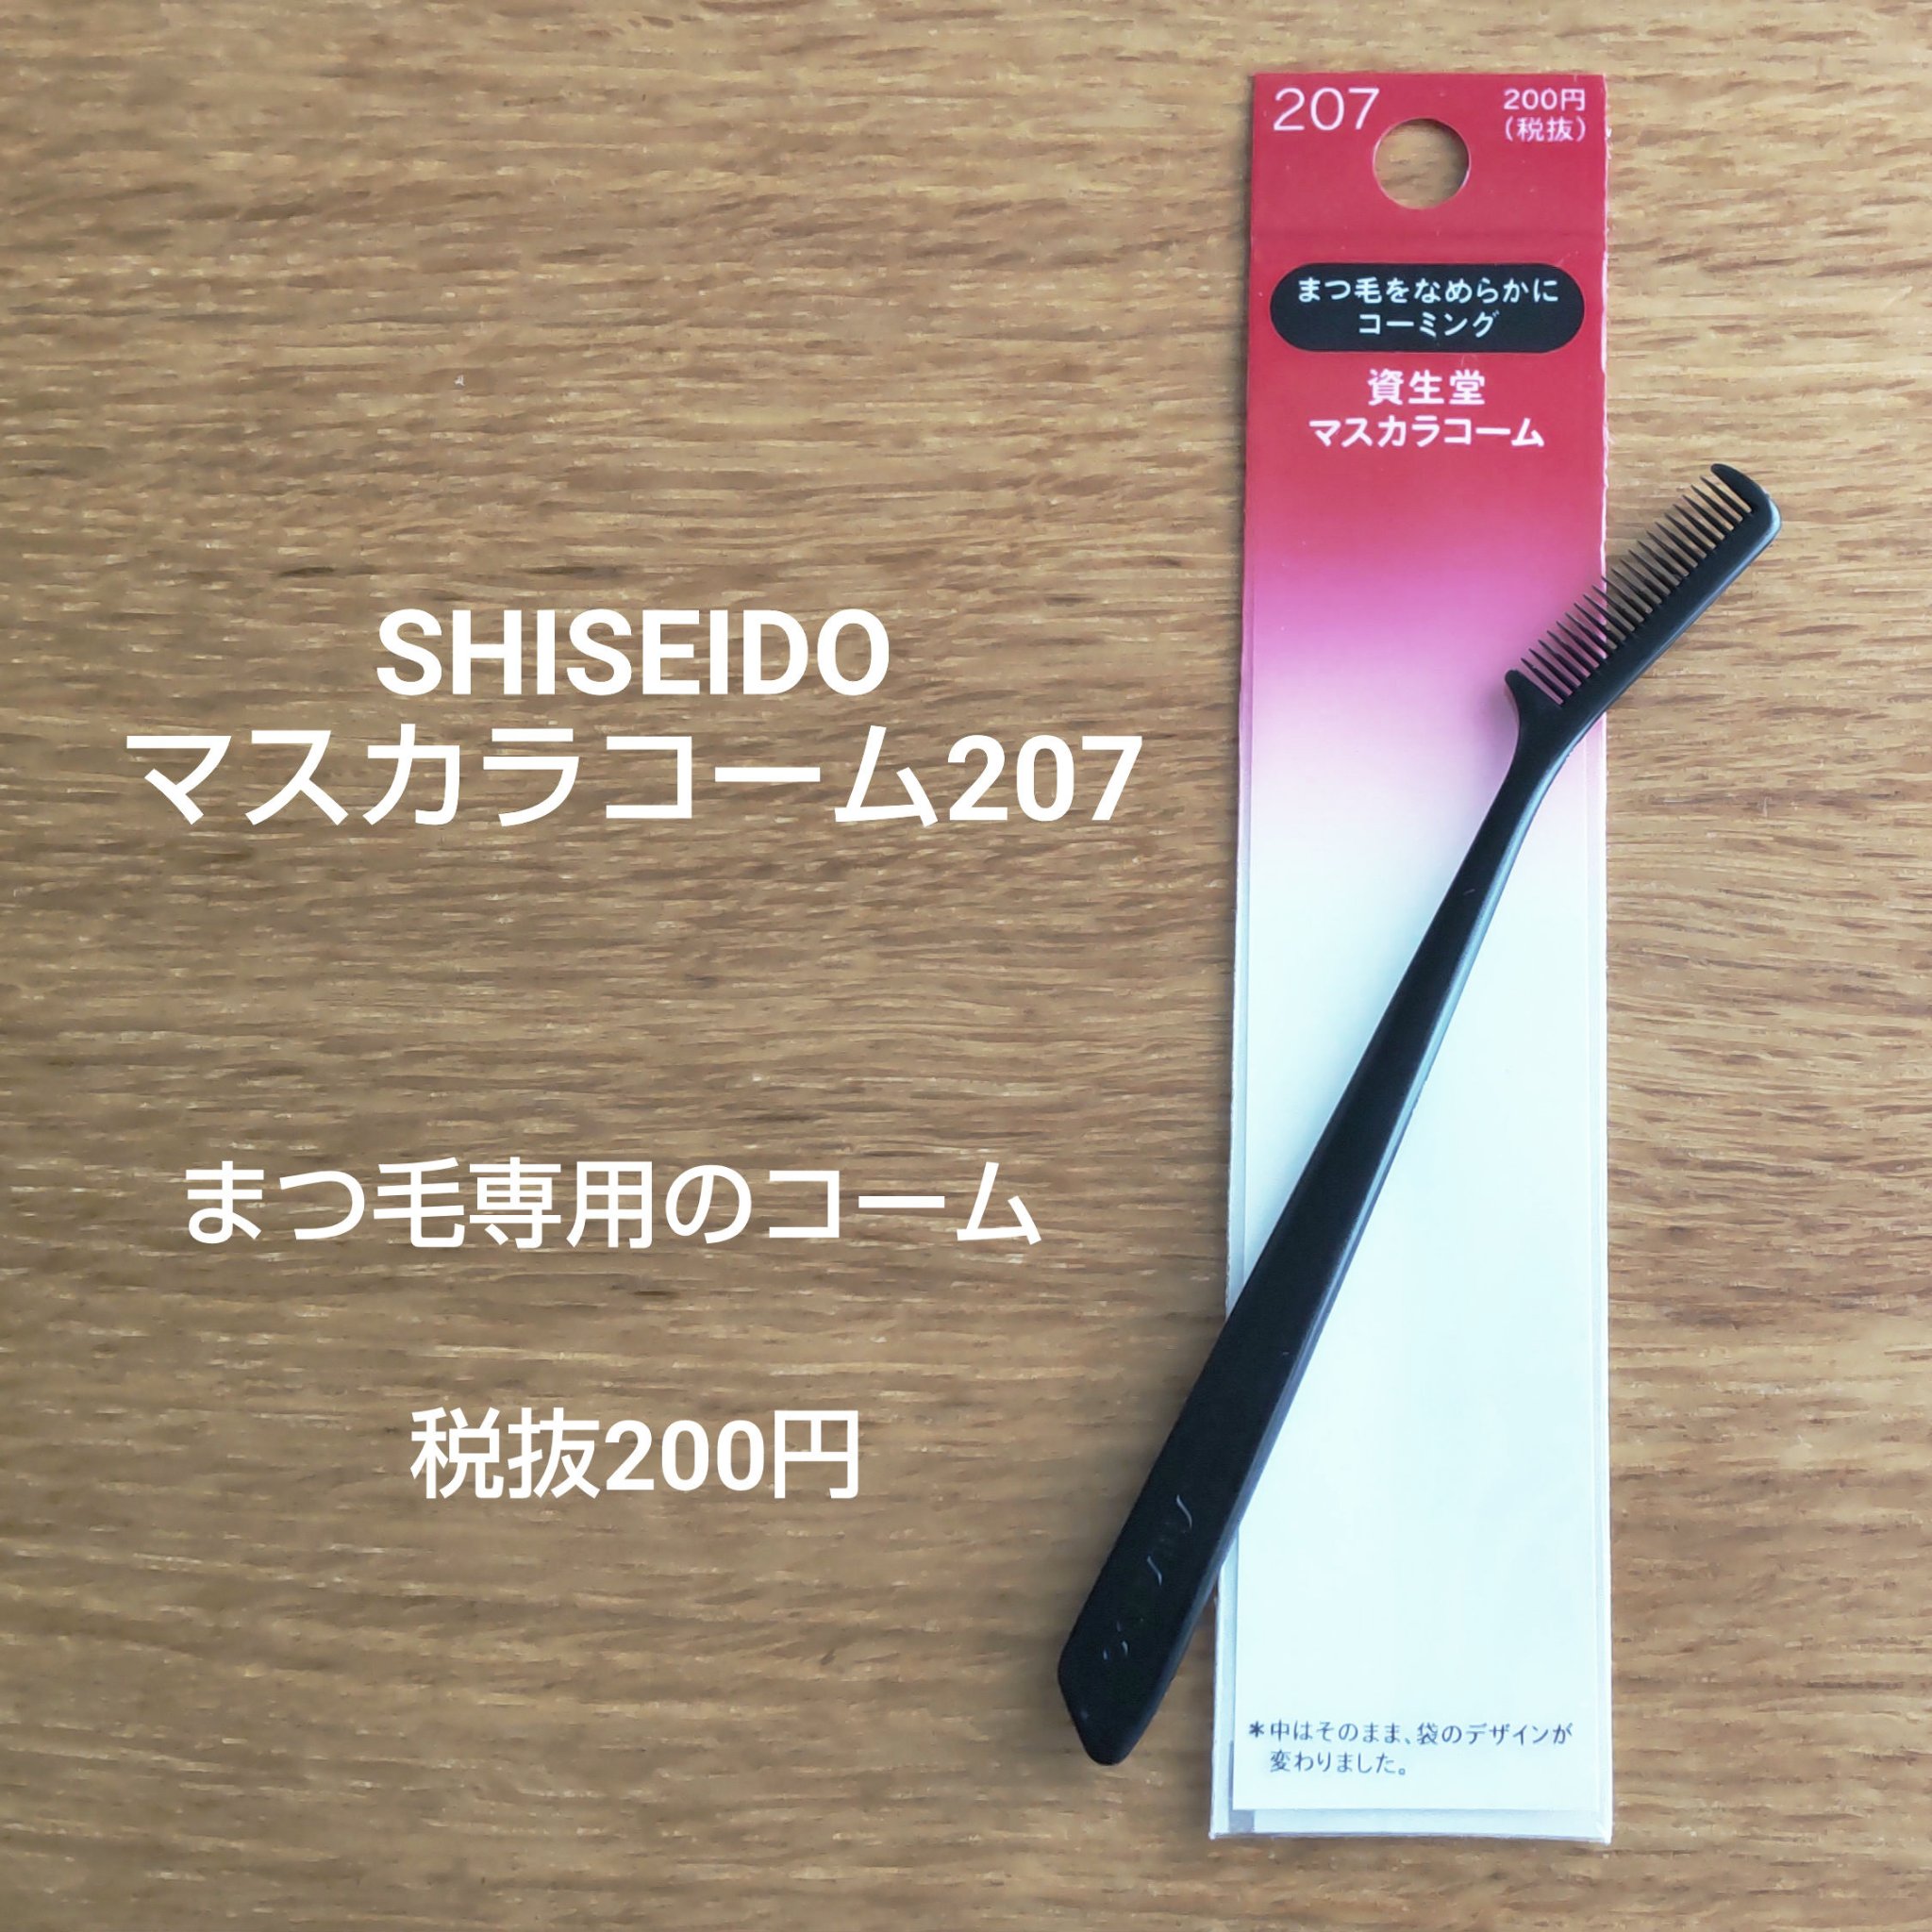 SHISEIDO
マスカラコーム207
まつ毛専用のコーム
税抜200円
207
200円
(税抜)
まつ毛をなめらかに
コーミング
資生堂
マスカラコーム
*中はそのまま、袋のデザインが
変わりました。